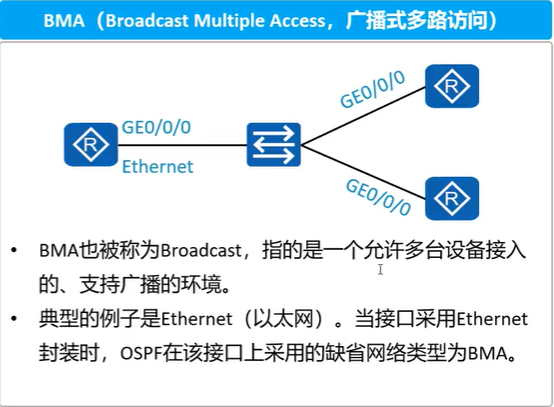 BMA（Broadcast Multiple Access，广播式多路访问）
GE0/0/0
R
GE0/0/0
R
Ethernet
GE0/0/0
R
• BMA也被称为Broadcast，指的是一个允许多台设备接入
的、支持广播的环境。
• 典型的例子是Ethernet（以太网）。当接口采用Ethernet
封装时，OSPF在该接口上采用的缺省网络类型为BMA。